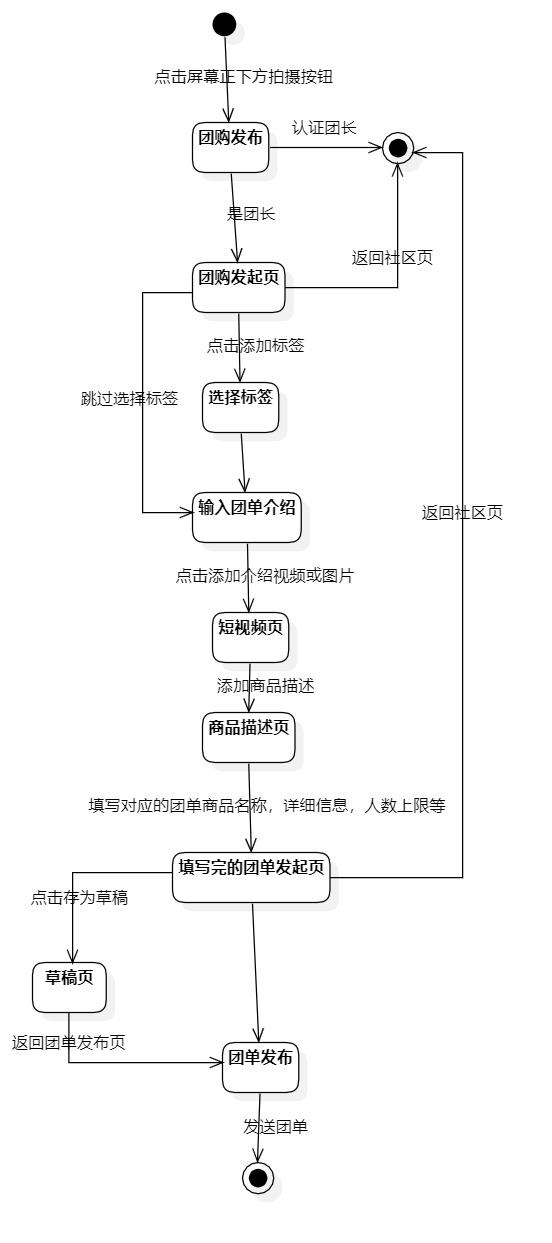 点击屏幕正下方拍摄按钮
团购发布
认证团长
是团长
返回社区页
团购发起页
点击添加标签
选择标签
跳过选择标签
输入团单介绍
返回社区页
点击添加介绍视频或图片
短视频页
添加商品描述
商品描述页
填写对应的团单商品名称，详细信息，人数上限等
填写完的团单发起页
点击存为草稿
草稿页
返回团单发布页
团单发布
发送团单